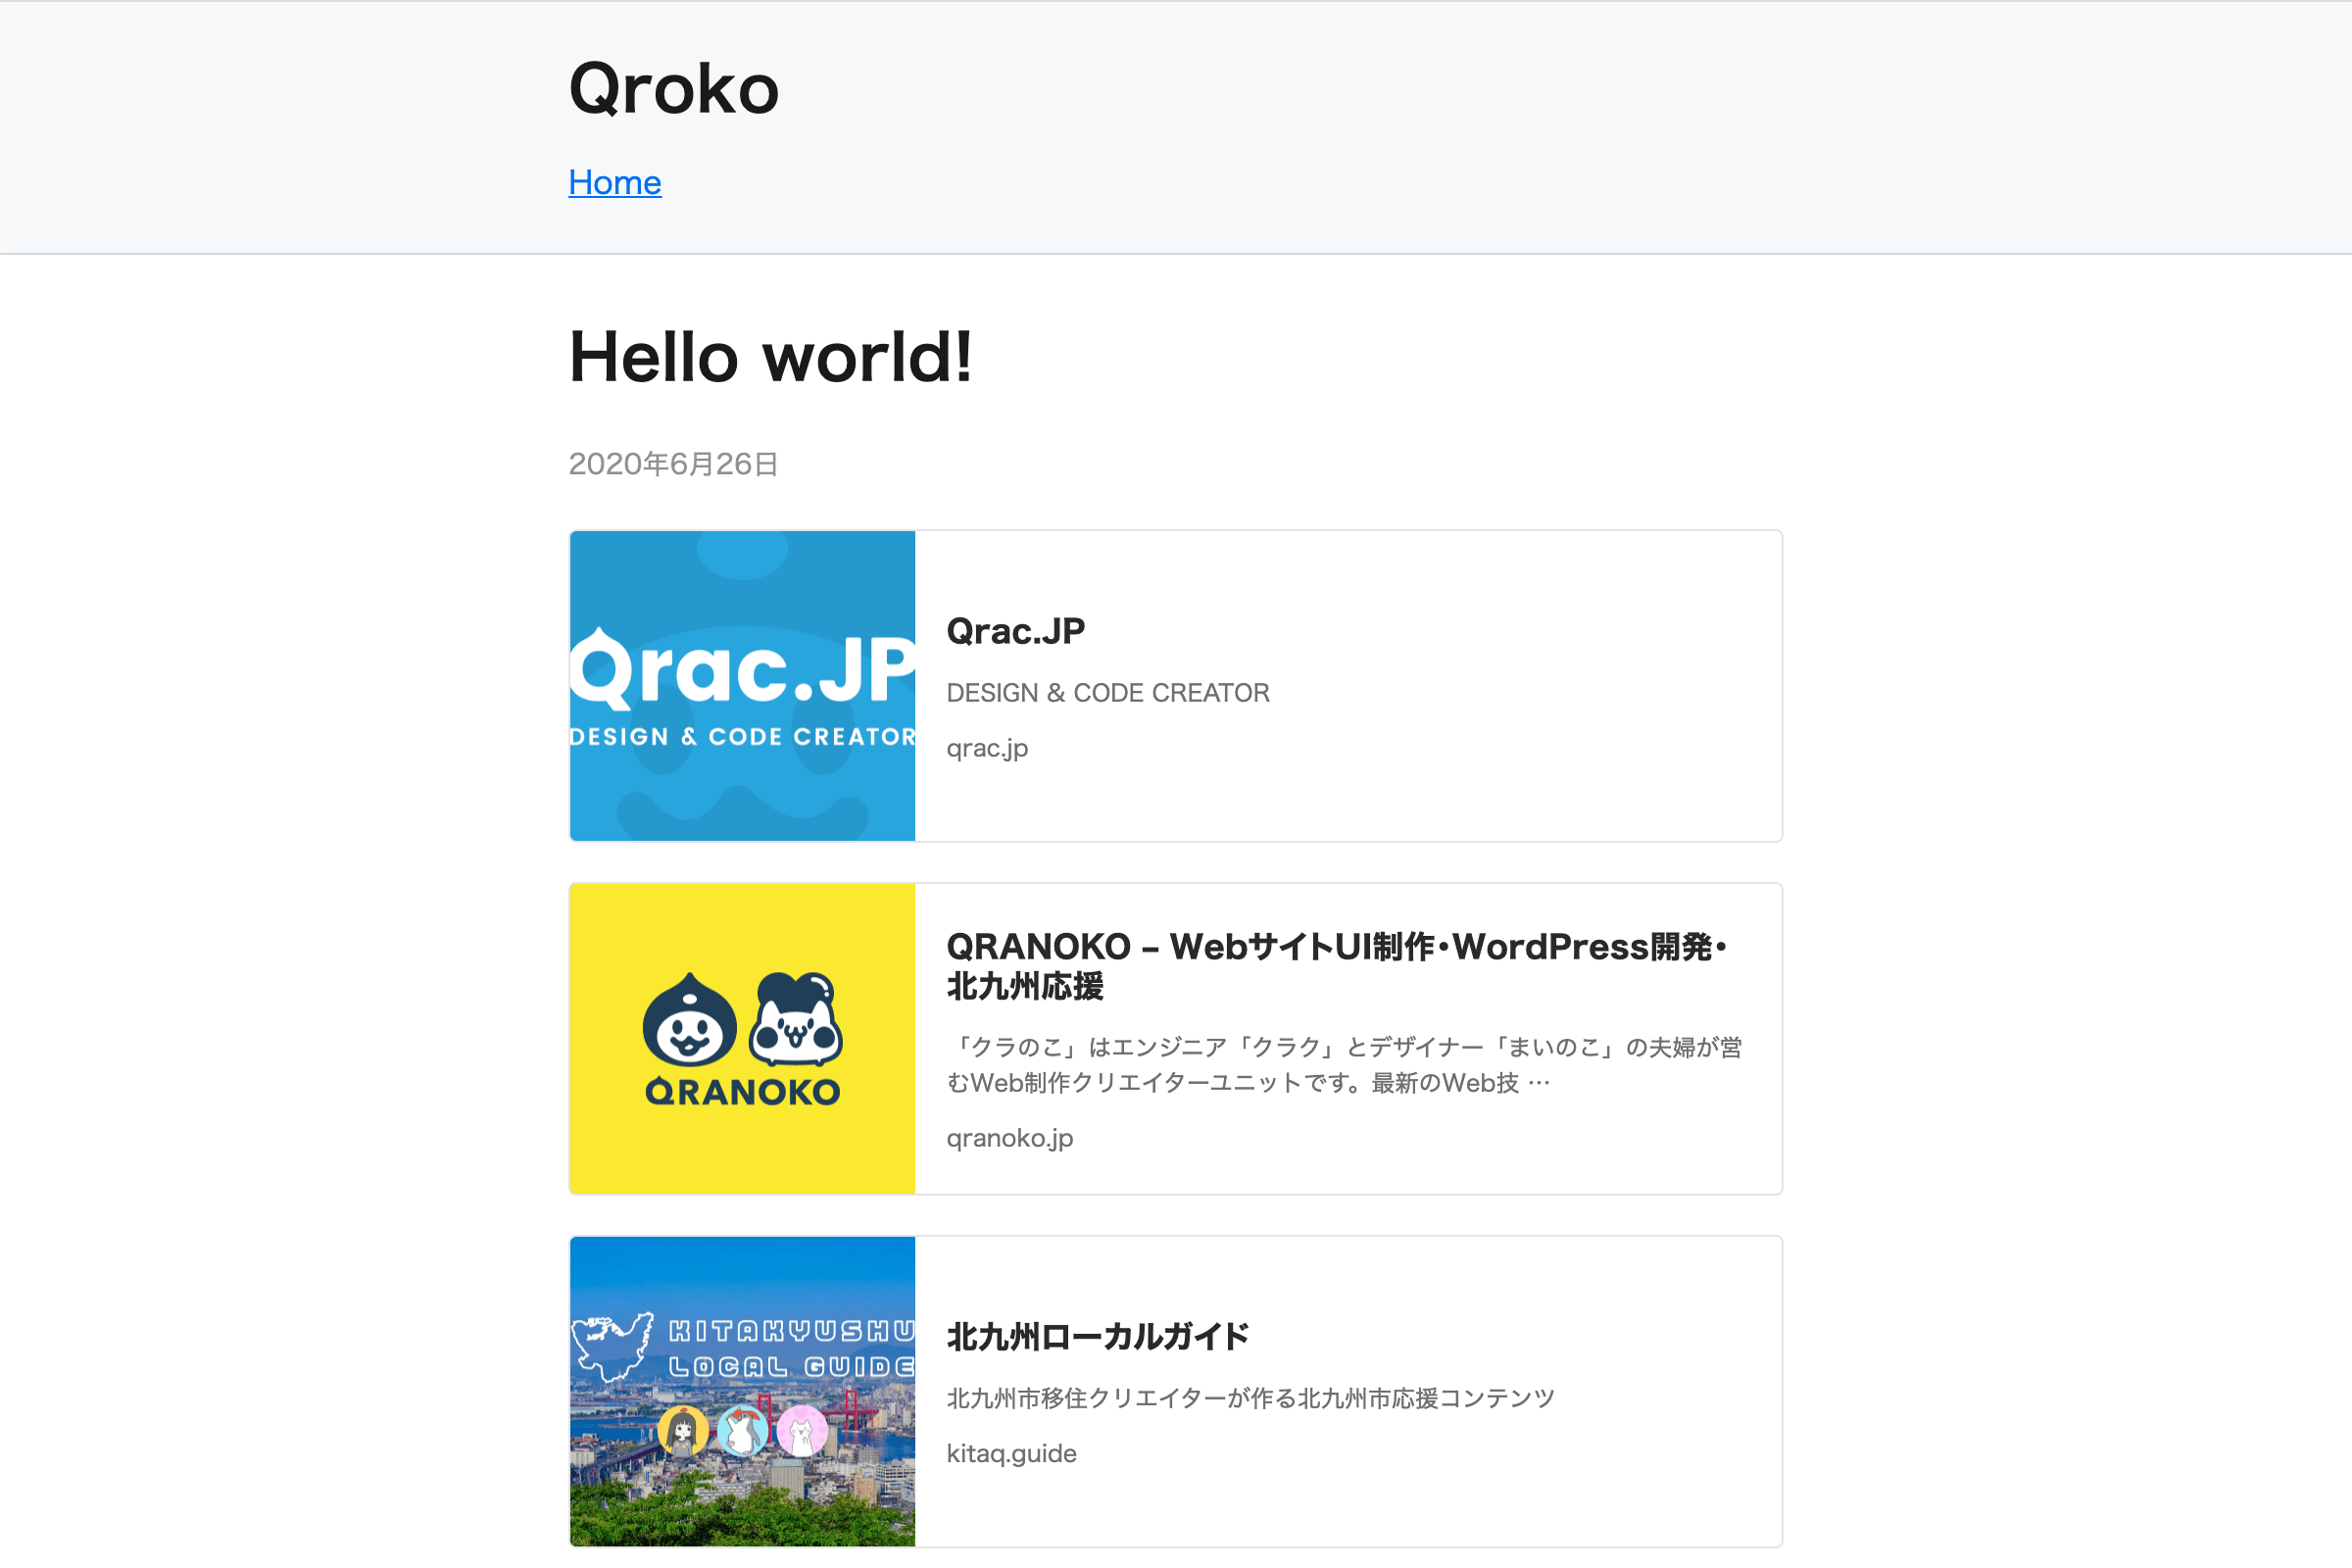 Qroko
Home
Hello world!
2020年6月26日
Qrac.JP
DESIGN & CODE CREATOR
Qrac.JP
DESIGN & CODE CREATOR
qrac.jp
QRANOKO
QRANOKO – WebサイトUI制作・WordPress開発・
北九州応援
「クラのこ」はエンジニア「クラク」とデザイナー「まいのこ」の夫婦が営
むWeb制作クリエイターユニットです。最新のWeb技 …
qranoko.jp
KITAKYUSHU
LOCAL GUIDE
北九州ローカルガイド
北九州市移住クリエイターが作る北九州市応援コンテンツ
kitaq.guide